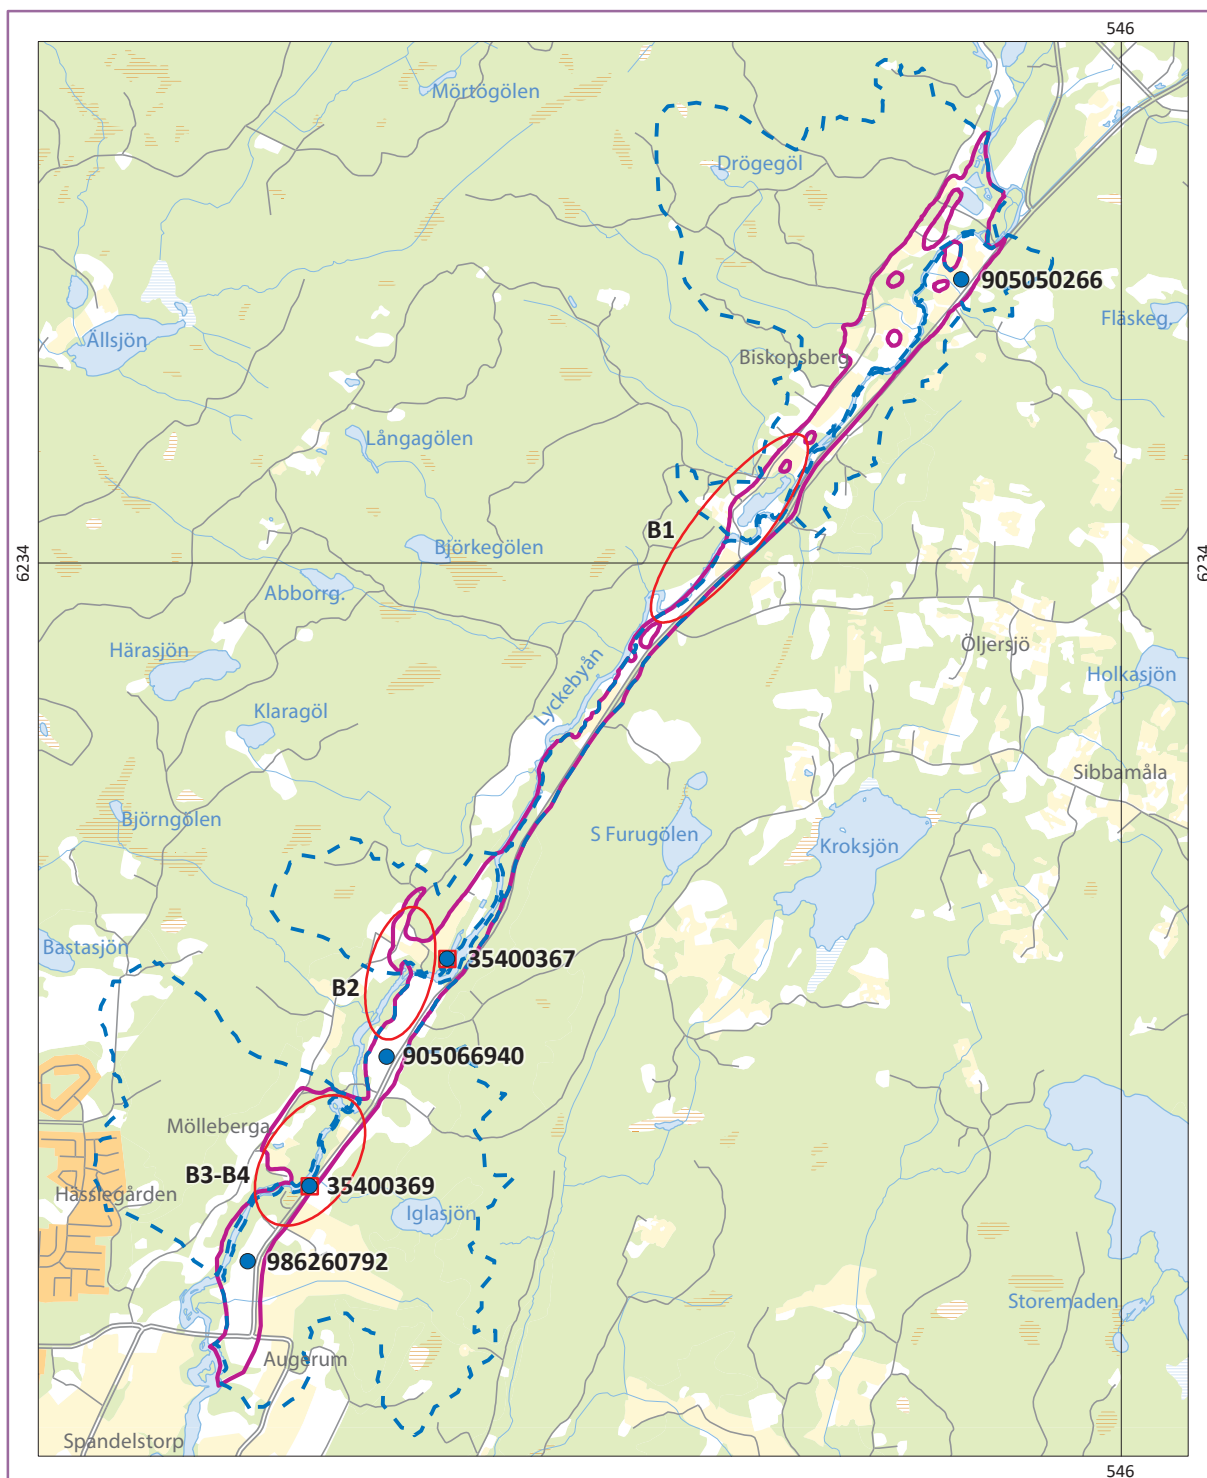 546
Mörtógölen
Drögegöl
905050266
Fläskeg.
Ällsjön
Biskopsberg
Långagölen
B1
Björkegölen
6234
6234
Abborrg.
Öljersjö
Härasjön
Holkasjön
Lyckebyån
Klaragöl
Sibbamåla
Björngölen
S Furugölen
Kroksjön
Bastasjön
35400367
B2
905066940
Mölleberga
B3-B4
35400369
Hässlegården
Iglasjön
986260792
Storemaden
Augerum
Spandelstorp
546